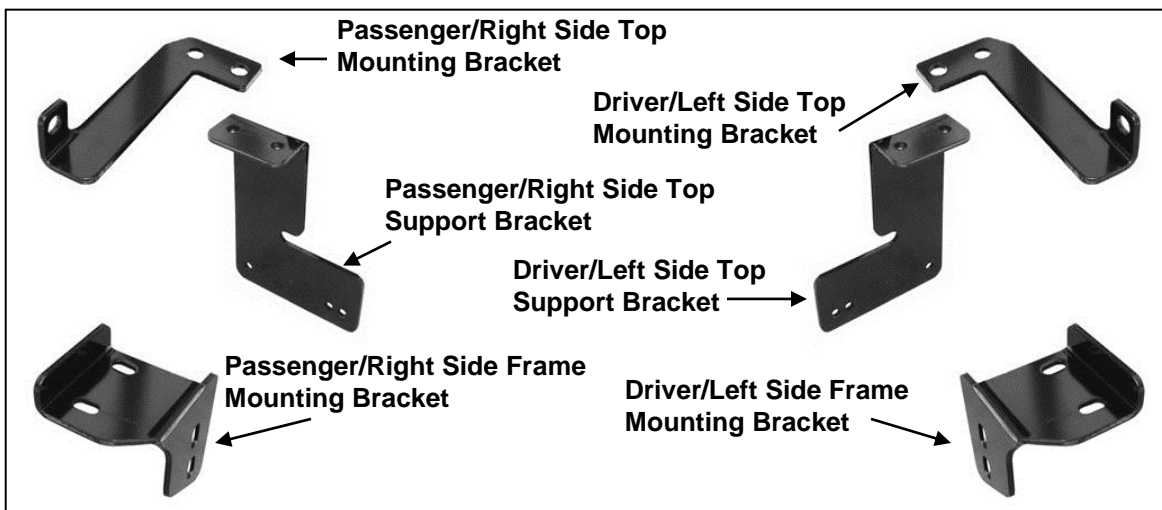 Passenger/Right Side Top
Mounting Bracket
Driver/Left Side Top
Mounting Bracket
Passenger/Right Side Top
Support Bracket
Driver/Left Side Top
Support Bracket
Passenger/Right Side Frame
Mounting Bracket
Driver/Left Side Frame
Mounting Bracket